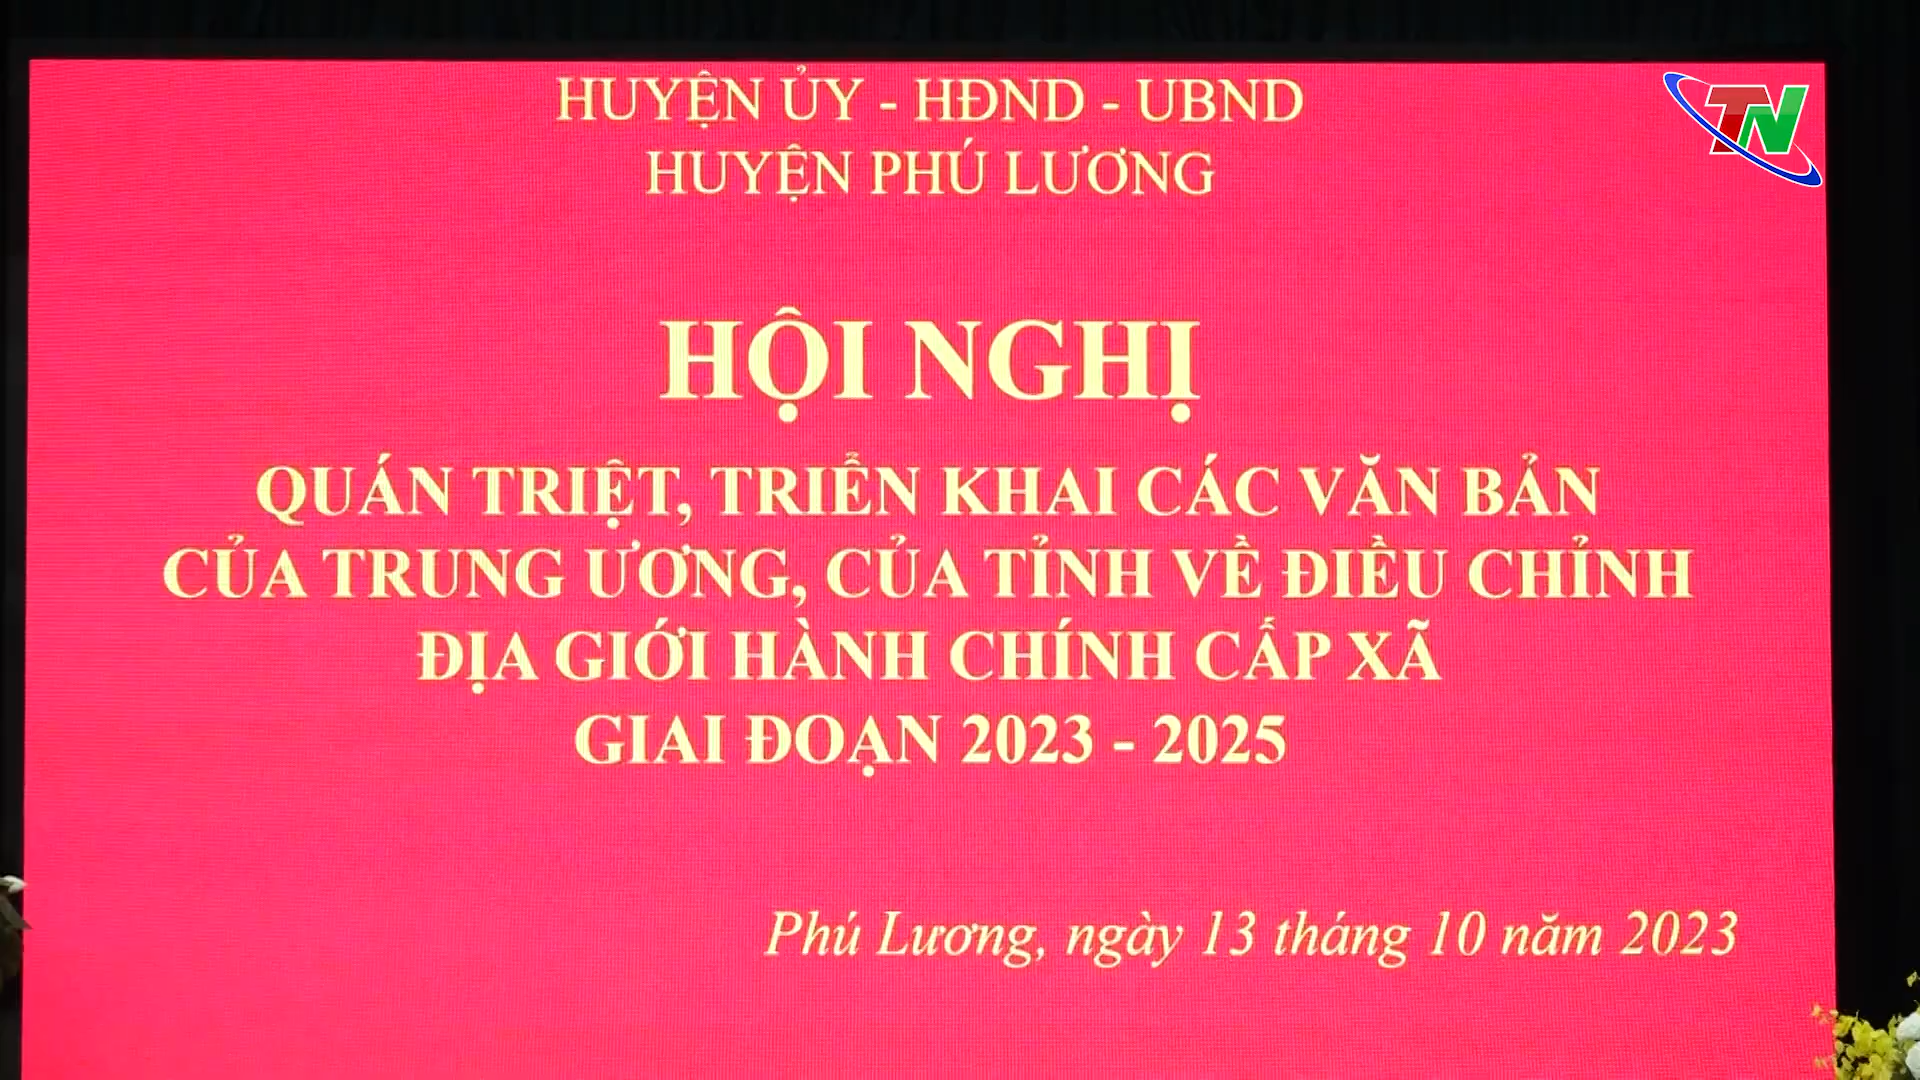 HUYỆN ỦY - HĐND - UBND
HUYỆN PHÚ LƯƠNG
TN
HỘI NGHỊ
QUÁN TRIỆT, TRIỂN KHAI CÁC VĂN BẢN
CỦA TRUNG ƯƠNG, CỦA TỈNH VỀ ĐIỀU CHỈNH
ĐỊA GIỚI HÀNH CHÍNH CẤP XÃ
GIAI ĐOẠN 2023 - 2025
Phú Lương, ngày 13 tháng 10 năm 2023